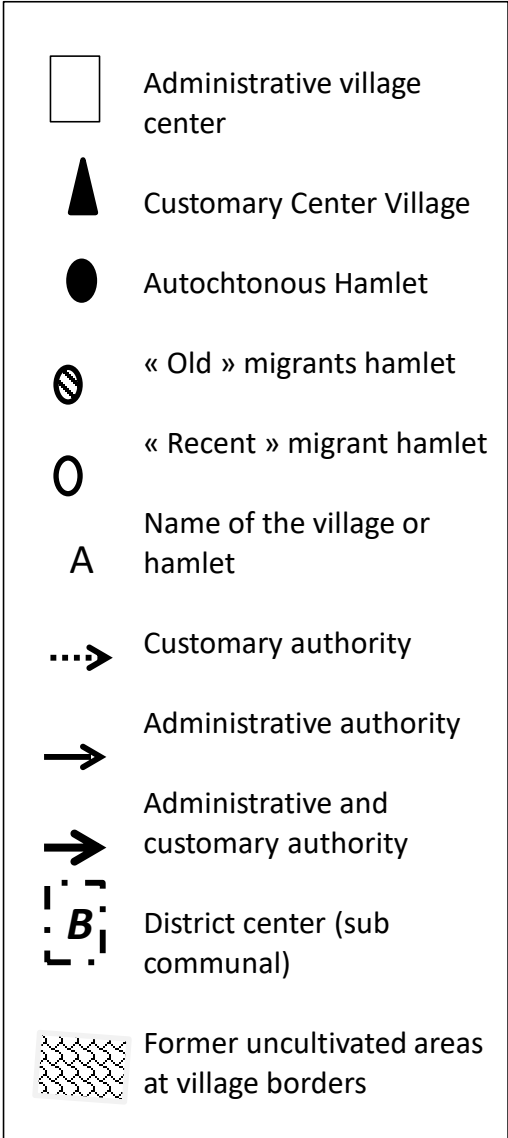 Administrative village
center
Customary Center Village
Autochtonous Hamlet
« Old » migrants hamlet
« Recent » migrant hamlet
Name of the village or
A hamlet
Customary authority
Administrative authority
Administrative and
customary authority
B District center (sub
communal)
Former uncultivated areas
at village borders